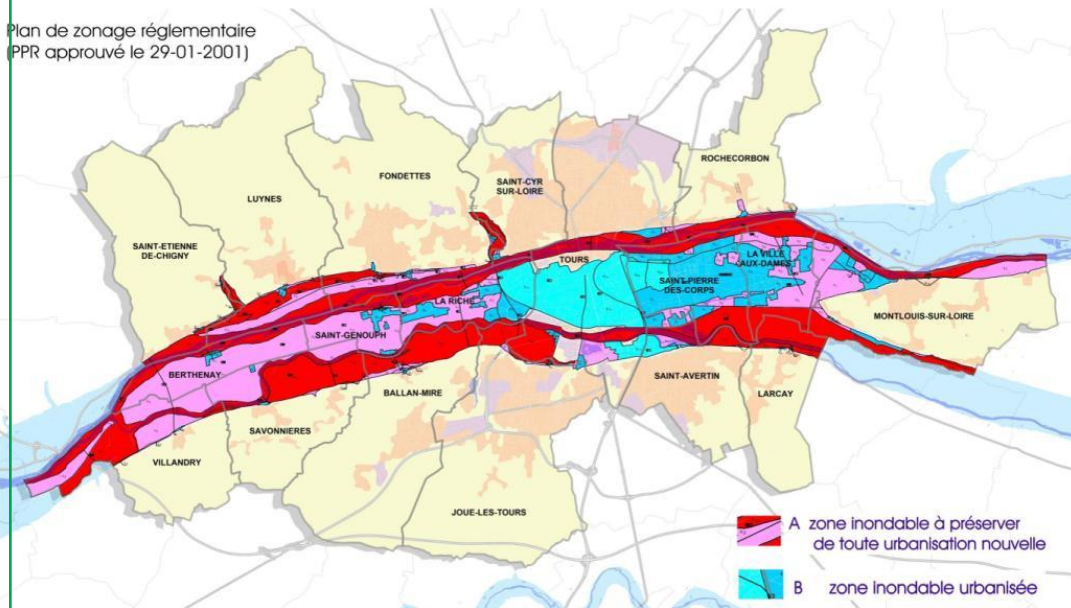 Plan de zonage réglementaire
(PPR approuvé le 29-01-2001)
ROCHECORBON
FONDETTES
SAINT-CYR
SUR-LOIRE
LUYNES
SAINT-ETIENNE
DE-CHIGNY
LA VILLE
AUX-DAMES
TOURS
SAINT-PIERRE
DES-CORPS
LA RICHE
MONTLOUIS-SUR-LOIRE
SAINT-GENOUPH
BERTHENAY
SAINT-AVERTIN
BALLAN-MIRE
LARCAY
SAVONNIERES
VILLANDRY
JOUE-LES-TOURS
A zone inondable à préserver
de toute urbanisation nouvelle
B zone inondable urbanisée